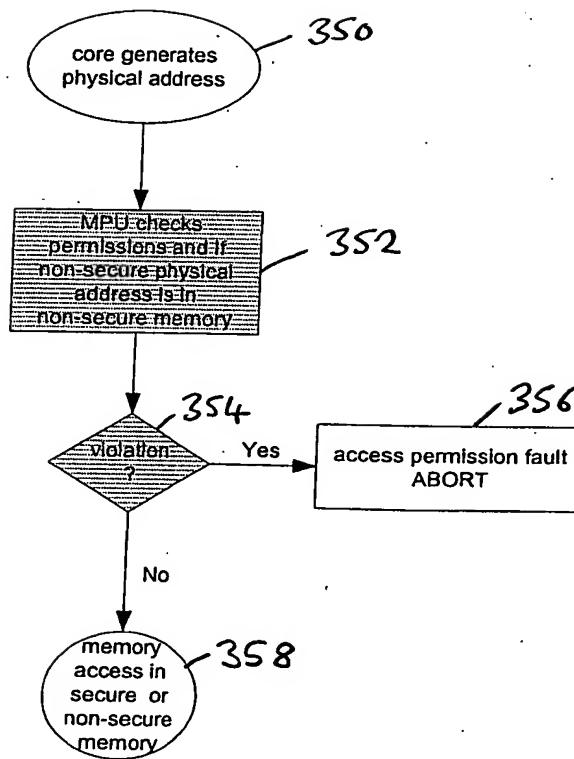 350
core generates
physical address
MPU checks
permissions and if
non-secure physical
address is in
non-secure memory
352
354
violation
?
Yes
356
access permission fault
ABORT
No
memory
access in
secure or
non-secure
memory
358